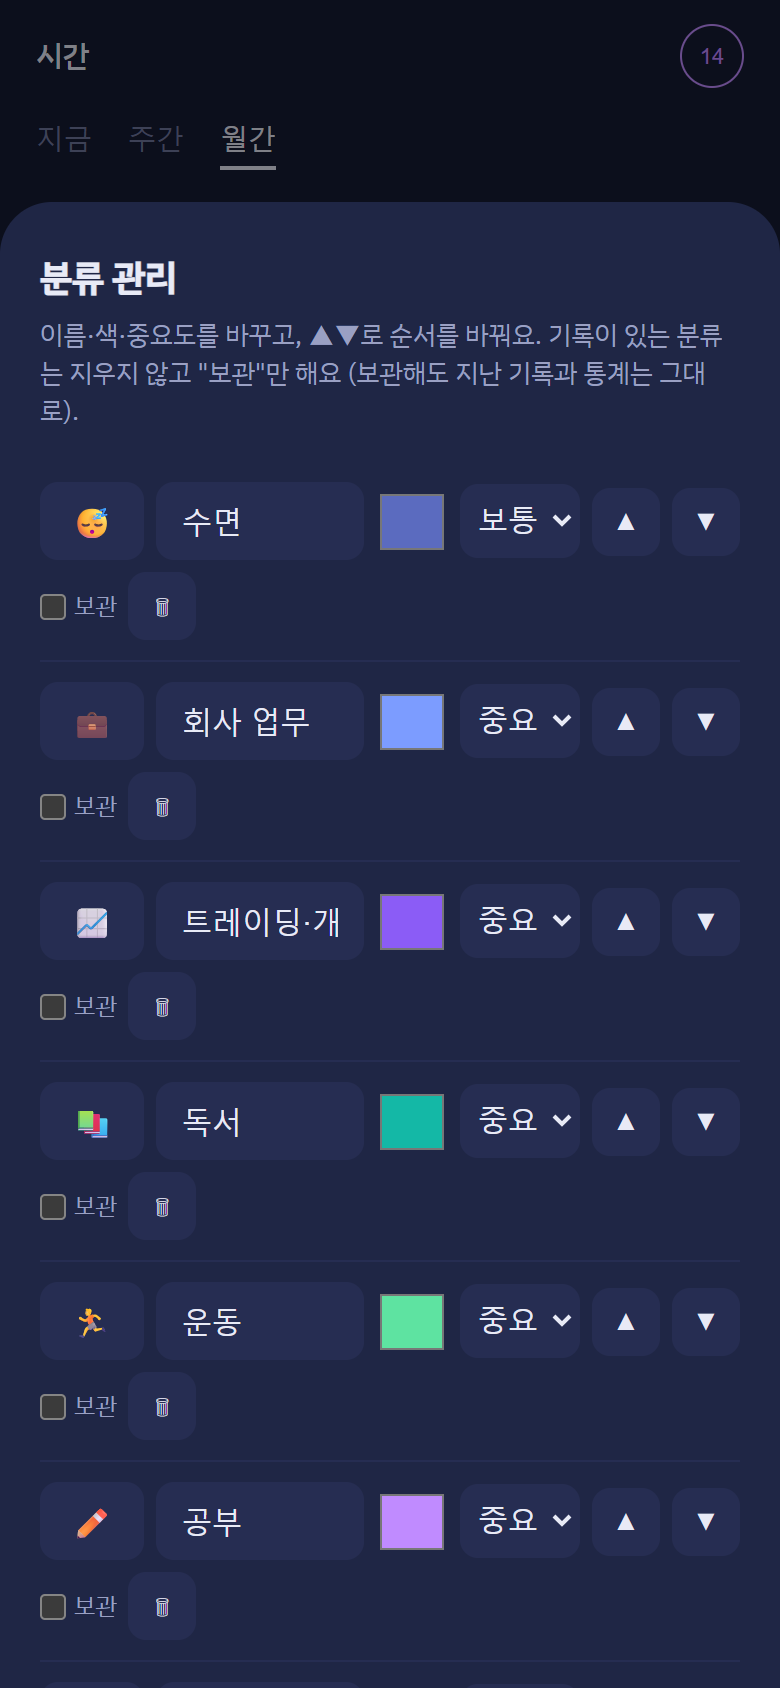 시간
14
지금 주간 월간
분류 관리
이름·색·중요도를 바꾸고, ▲▼로 순서를 바꿔요. 기록이 있는 분류
는 지우지 않고 "보관"만 해요 (보관해도 지난 기록과 통계는 그대
로).
수면 보통 ▲ ▼
보관
회사 업무 중요 ▲ ▼
보관
트레이딩·개 중요 ▲ ▼
보관
독서 중요 ▲ ▼
보관
운동 중요 ▲ ▼
보관
공부 중요 ▲ ▼
보관